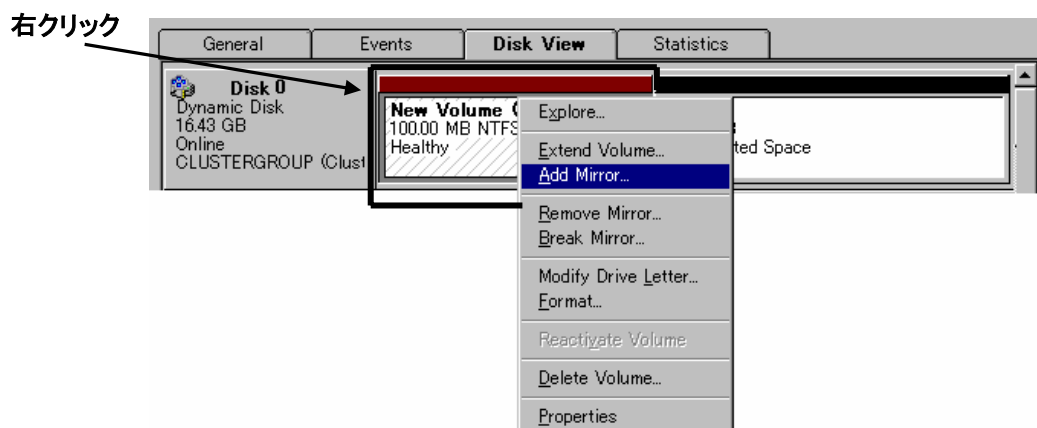 右クリック
General Events Disk View Statistics
Disk 0
Dynamic Disk
16.43 GB
Online
CLUSTERGROUP (Clust
New Volume (
100.00 MB NTFS
Healthy
ted Space
Explore...
Extend Volume...
Add Mirror...
Remove Mirror...
Break Mirror...
Modify Drive Letter...
Format...
Reactivate Volume
Delete Volume...
Properties